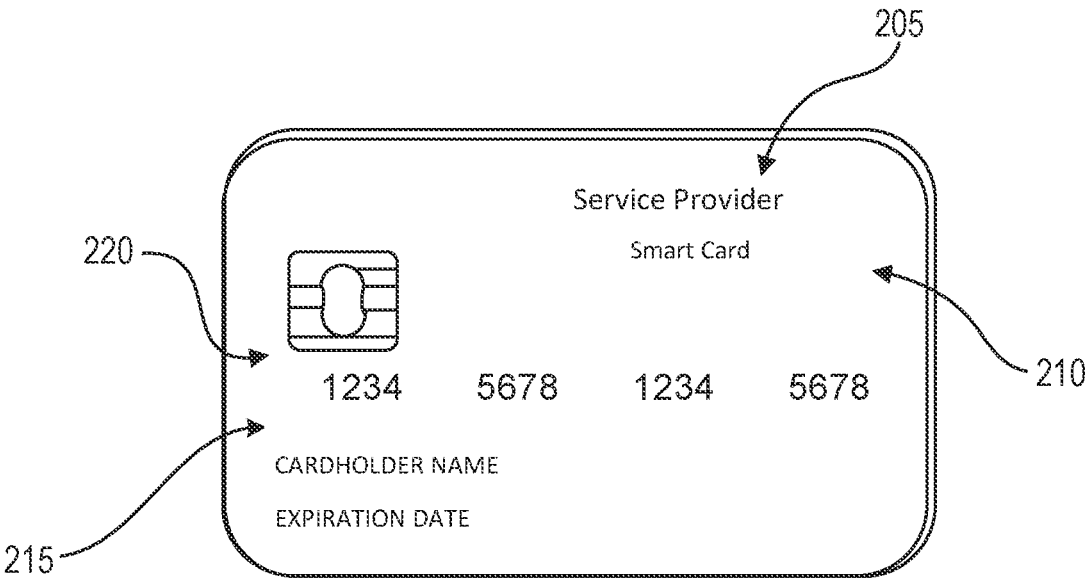 205
Service Provider
220
Smart Card
210
1234 5678 1234 5678
CARDHOLDER NAME
EXPIRATION DATE
215